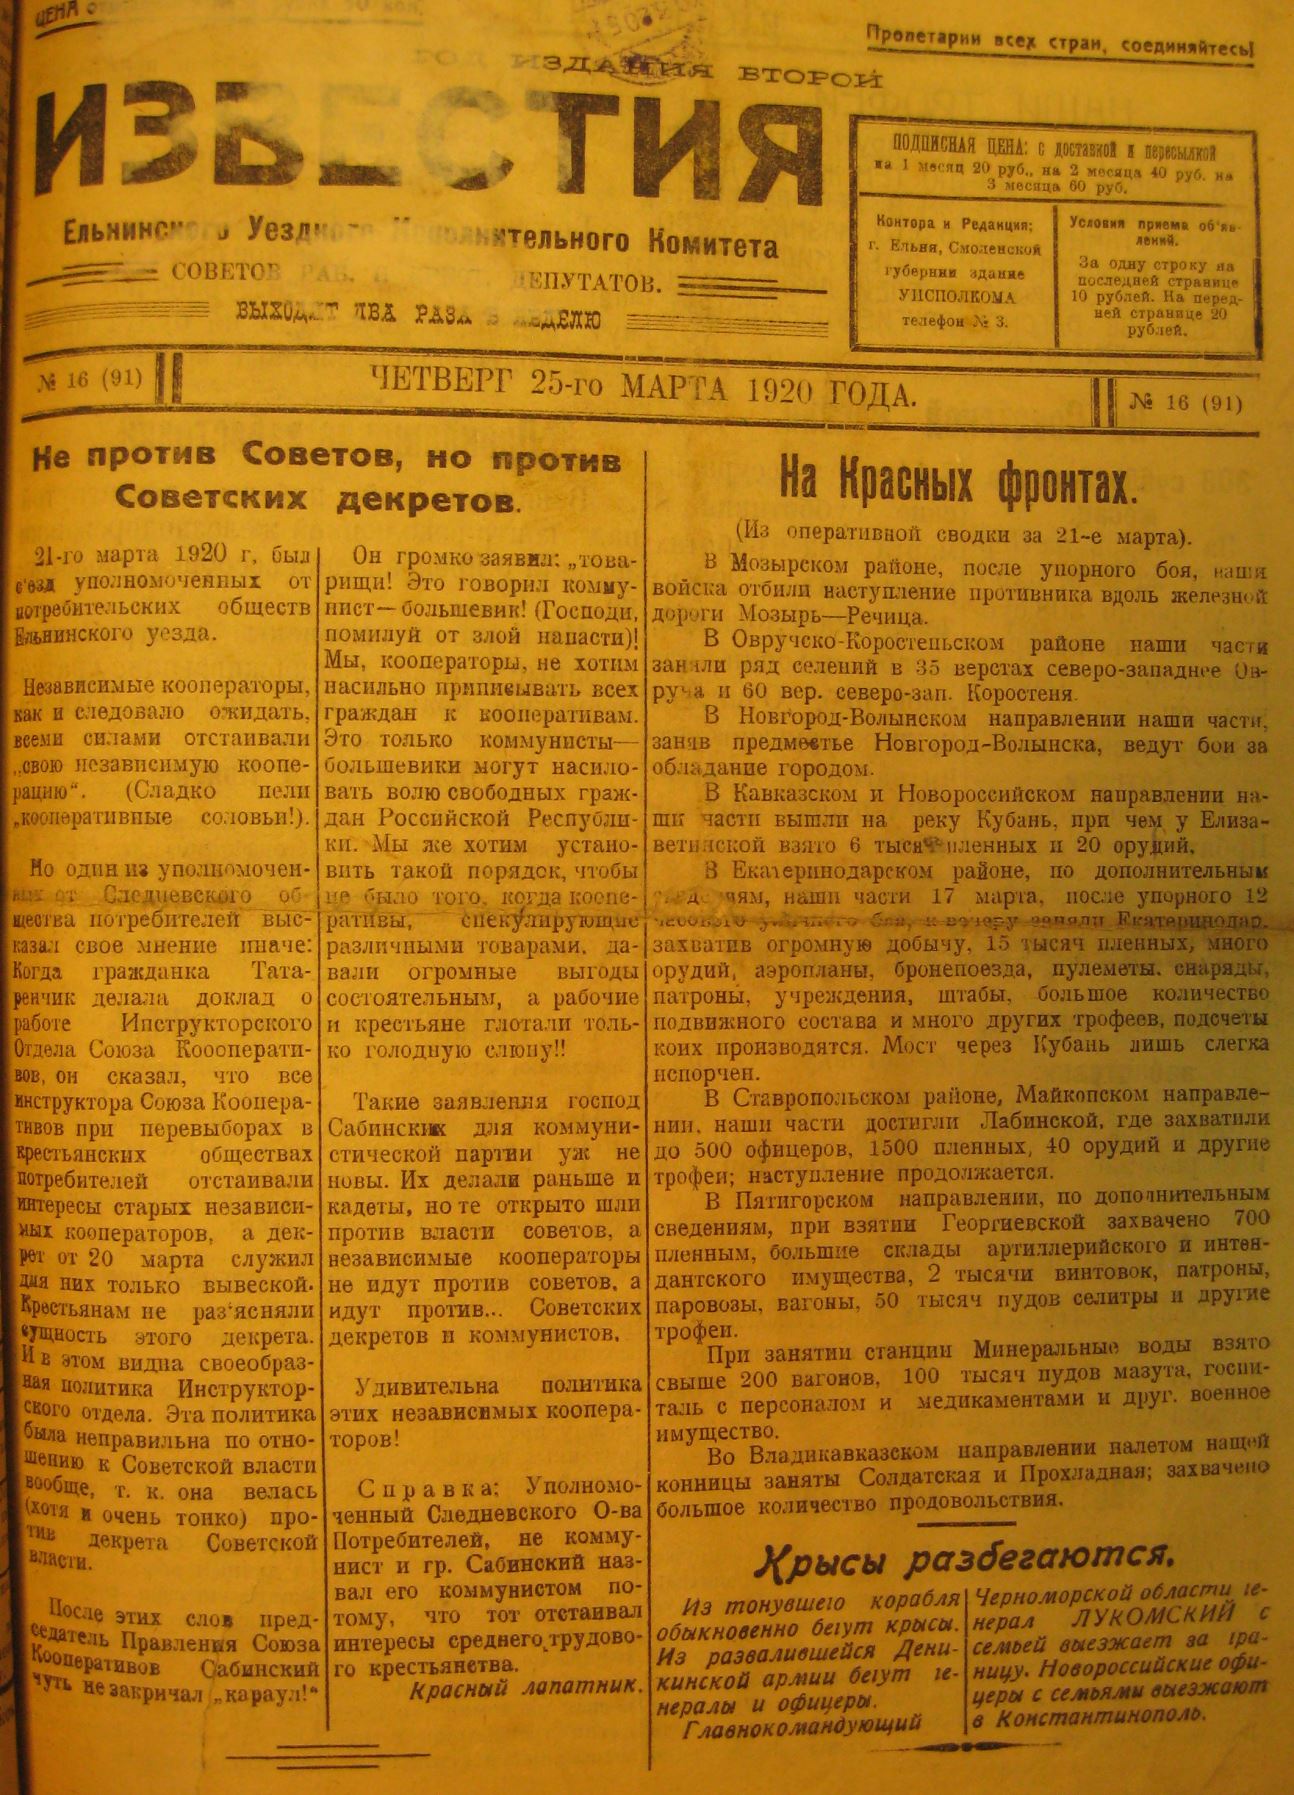 ЦЕНА
Пролетарии всех стран, соединяйтесь!
ГОД ИЗДАНИЯ ВТОРОЙ
ИЗВЕСТИЯ
Ельнинского Уездного Исполнительного Комитета
СОВЕТОВ РАБ. ДЕПУТАТОВ.
ВЫХОДИТ ДВА РАЗА В НЕДЕЛЮ
ПОДПИСНАЯ ЦЕНА: с доставкой и пересылкой
на 1 месяц 20 руб., на 2 месяца 40 руб. на
3 месяца 60 руб.
Контора и Редакция;
г. Ельня, Смоленской
губернии здание
УИСПОЛКОМА
телефон № 3.
Условия приема об'яв-
лений.
За одну строку на
последней странице
10 рублей. На перед-
ней странице 20
рублей.
№ 16 (91)
ЧЕТВЕРГ 25-го МАРТА 1920 ГОДА.
№ 16 (91)
Не против Советов, но против
Советских декретов.
21-го марта 1920 г, был
с'езд уполномоченных от
потребительских обществ
Ельнинского уезда.
Независимые кооператоры,
как и следовало ожидать,
всеми силами отстаивали
„свою независимую коопе-
рацию“. (Сладко пели
„кооперативные соловьи!).
Но один из уполномочен-
ных от Следневского об-
щества потребителей выс-
казал свое мнение иначе:
Когда гражданка Тата-
ренчик делала доклад о
работе Инструкторского
Отдела Союза Коооперати-
вов, он сказал, что все
инструктора Союза Коопера-
тивов при перевыборах в
крестьянских обществах
потребителей отстаивали
интересы старых независи-
мых кооператоров, а дек-
рет от 20 марта служил
для них только вывеской.
Крестьянам не раз'ясняли
сущность этого декрета.
И в этом видна своеобраз-
ная политика Инструктор-
ского отдела. Эта политика
была неправильна по отно-
шению к Советской власти
вообще, т. к. она велась
(хотя и очень тонко) про-
тив декрета Советской
власти.
После этих слов пред-
седатель Правления Союза
Кооперативов Сабинский
чуть не закричал „караул!“
Он громко заявил: „това-
рищи! Это говорил комму-
нист—большевик! (Господи,
помилуй от злой напасти)!
Мы, кооператоры, не хотим
насильно приписывать всех
граждан к кооперативам.
Это только коммунисты—
большевики могут насило-
вать волю свободных граж-
дан Российской Республи-
ки. Мы же хотим устано-
вить такой порядок, чтобы
не было того, когда коопе-
ративы, спекулирующие
различными товарами, да-
вали огромные выгоды
состоятельным, а рабочие
и крестьяне глотали толь-
ко голодную слюну!!
Такие заявления господ
Сабинских для коммуни-
стической партии уж не
новы. Их делали раньше и
кадеты, но те открыто шли
против власти советов, а
независимые кооператоры
не идут против советов, а
идут против... Советских
декретов и коммунистов.
Удивительна политика
этих независимых коопера-
торов!
Справка: Уполномо-
ченный Следневского О-ва
Потребителей, не комму-
нист и гр. Сабинский наз-
вал его коммунистом по-
тому, что тот отстаивал
интересы среднего трудово-
го крестьянства.
Красный лапатник.
На Красных фронтах.
(Из оперативной сводки за 21-е марта).
В Мозырском районе, после упорного боя, наши
войска отбили наступление противника вдоль железной
дороги Мозырь—Речица.
В Овручско-Коростепьском районе наши части
заняли ряд селений в 35 верстах северо-западнее Ов-
руча и 60 вер. северо-зап. Коростеня.
В Новгород-Волынском направлении наши части,
заняв предместье Новгород-Волынска, ведут бои за
обладание городом.
В Кавказском и Новороссийском направлении на-
ши части вышли на реку Кубань, при чем у Елиза-
ветинской взято 6 тысяч пленных и 20 орудий.
В Екатеринодарском районе, по дополнительным
сведениям, наши части 17 марта, после упорного 12
часового уличного боя, к вечеру заняли Екатеринодар,
захватив огромную добычу, 15 тысяч пленных, много
орудий, аэропланы, бронепоезда, пулеметы, снаряды,
патроны, учреждения, штабы, большое количество
подвижного состава и много других трофеев, подсчеты
коих производятся. Мост через Кубань лишь слегка
испорчен.
В Ставропольском районе, Майкопском направле-
нии, наши части достигли Лабинской, где захватили
до 500 офицеров, 1500 пленных, 40 орудий и другие
трофеи; наступление продолжается.
В Пятигорском направлении, по дополнительным
сведениям, при взятии Георгиевской захвачено 700
пленным, большие склады артиллерийского и интен-
дантского имущества, 2 тысячи винтовок, патроны,
паровозы, вагоны, 50 тысяч пудов селитры и другие
трофеи.
При занятии станции Минеральные воды взято
свыше 200 вагонов, 100 тысяч пудов мазута, госпи-
таль с персоналом и медикаментами и друг. военное
имущество.
Во Владикавказском направлении налетом нашей
конницы заняты Солдатская и Прохладная; захвачено
большое количество продовольствия.
Крысы разбегаются.
Из тонувшего корабля
обыкновенно бегут крысы.
Из развалившейся Дени-
кинской армии бегут ге-
нералы и офицеры.
Главнокомандующий
Черноморской области ге-
нерал ЛУКОМСКИЙ с
семьей выезжает за гра-
ницу. Новороссийские офи-
церы с семьями выезжают
в Константинополь.